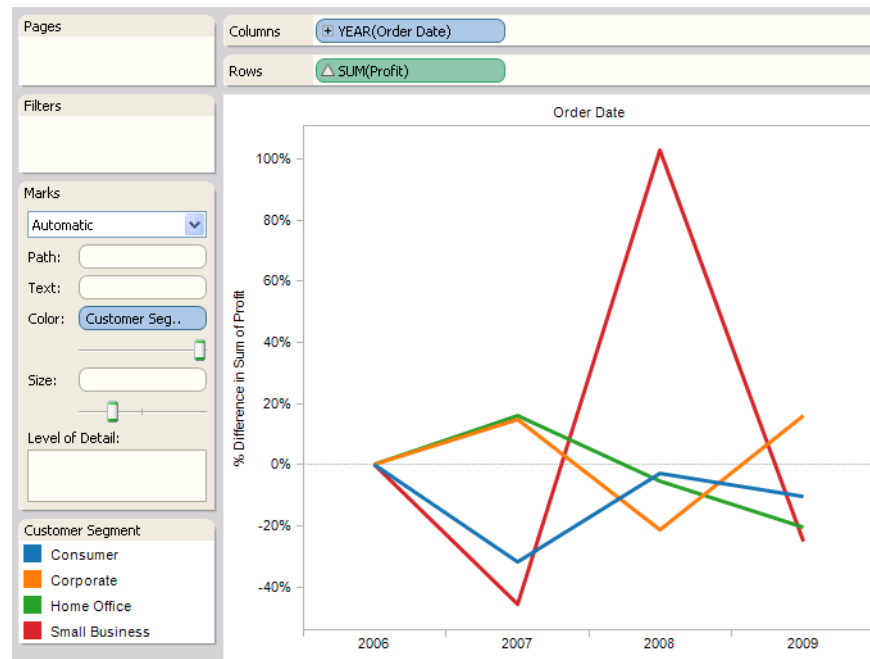 Pages
Columns
YEAR(Order Date)
Rows
SUM(Profit)
Filters
Marks
Automatic
Path:
Text:
Color:
Customer Seg..
Size:
Level of Detail:
Customer Segment
Consumer
Corporate
Home Office
Small Business
Order Date
% Difference in Sum of Profit
100%
80%
60%
40%
20%
0%
-20%
-40%
2006 2007 2008 2009